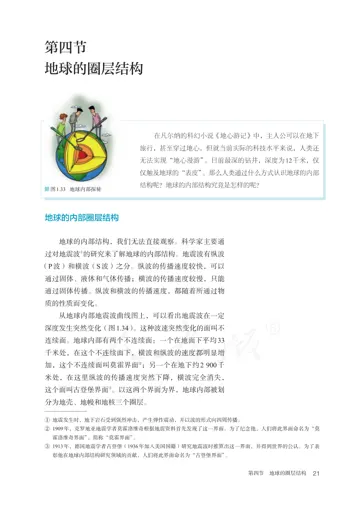 第四节
地球的圈层结构
在凡尔纳的科幻小说《地心游记》中，主人公可以在地下
旅行，甚至穿过地心。但就当前实际的科技水平来说，人类还
无法实现“地心漫游”。目前最深的钻井，深度为12千米，仅
仅触及地球的“表皮”。那么人类通过什么方式认识地球的内部
结构呢？地球的内部结构究竟是怎样的呢？
图1.33 地球内部探秘
地球的内部圈层结构
地球的内部结构，我们无法直接观察。科学家主要通
过对地震波①的研究来了解地球的内部结构。地震波有纵波
（P波）和横波（S波）之分。纵波的传播速度较快，可以
通过固体、液体和气体传播；横波的传播速度较慢，只能
通过固体传播。纵波和横波的传播速度，都随着所通过物
质的性质而变化。
从地球内部地震波曲线图上，可以看出地震波在一定
深度发生突然变化（图1.34）。这种波速突然变化的面叫不
连续面。地球内部有两个不连续面：一个在地面下平均33
千米处，在这个不连续面下，横波和纵波的速度都明显增
加，这个不连续面叫莫霍界面②；另一个在地下约2 900千
米处，在这里纵波的传播速度突然下降，横波完全消失，
这个面叫古登堡界面③。以这两个界面为界，地球内部被划
分为地壳、地幔和地核三个圈层。
① 地震发生时，地下岩石受到强烈冲击，产生弹性震动，并以波的形式向四周传播。
② 1909年，克罗地亚地震学者莫霍洛维奇根据地震资料首先发现了这一界面。为了纪念他，人们将此界面命名为“莫
霍洛维奇界面”，简称“莫霍界面”。
③ 1913年，德国地震学者古登堡（1936年加入美国国籍）研究地震波时推算出这一界面，并得到世界的公认。为了表
彰他在地球内部结构研究领域的贡献，人们将此界面命名为“古登堡界面”。
第四节 地球的圈层结构 21